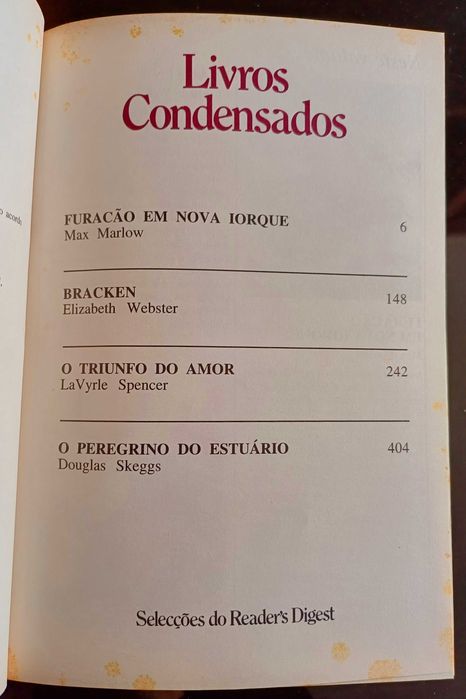 Livros
Condensados
FURACÃO EM NOVA IORQUE 6
Max Marlow
BRACKEN 148
Elizabeth Webster
O TRIUNFO DO AMOR 242
LaVyrle Spencer
O PEREGRINO DO ESTUÁRIO 404
Douglas Skeggs
Selecções do Reader's Digest
acordo